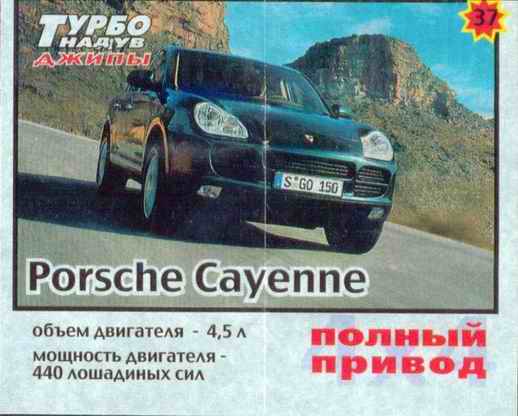 37
ТУРБО
НАДУВ
ДЖИПЫ
S GO 150
Porsche Cayenne
объем двигателя - 4,5 л
мощность двигателя -
440 лошадиных сил
полный
привод